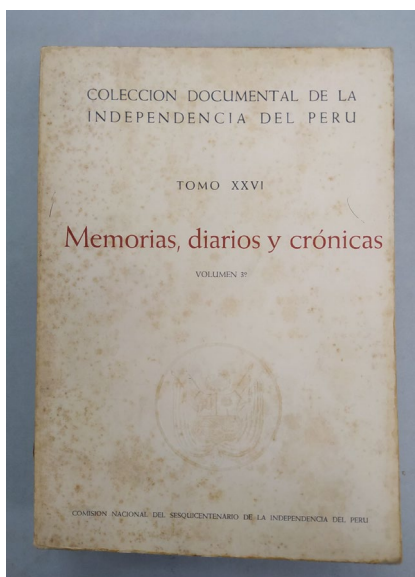 COLECCION DOCUMENTAL DE LA
INDEPENDENCIA DEL PERU
TOMO XXVI
Memorias, diarios y crónicas
VOLUMEN 3º
COMISION NACIONAL DEL SESQUICENTENARIO DE LA INDEPENDENCIA DEL PERU